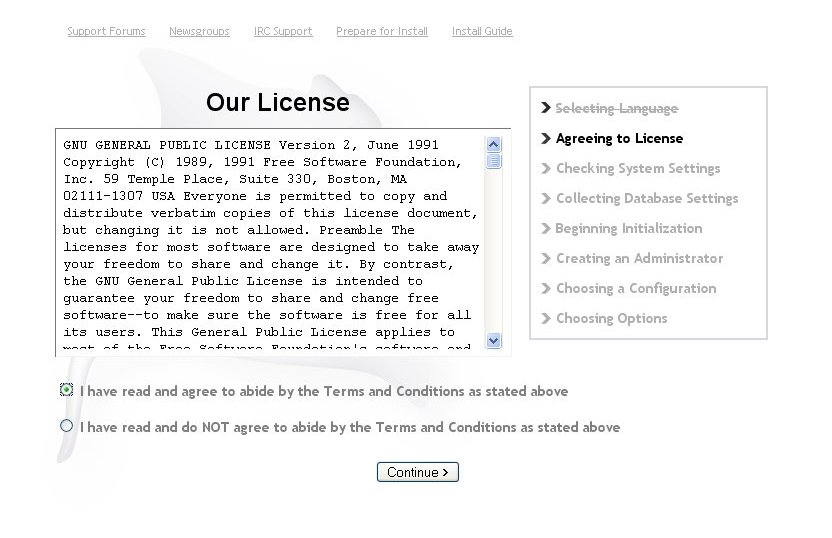 Support Forums Newsgroups IRC Support Prepare for Install Install Guide
Our License
GNU GENERAL PUBLIC LICENSE Version 2, June 1991
Copyright (C) 1989, 1991 Free Software Foundation,
Inc. 59 Temple Place, Suite 330, Boston, MA
02111-1307 USA Everyone is permitted to copy and
distribute verbatim copies of this license document,
but changing it is not allowed. Preamble The
licenses for most software are designed to take away
your freedom to share and change it. By contrast,
the GNU General Public License is intended to
guarantee your freedom to share and change free
software--to make sure the software is free for all
its users. This General Public License applies to
most of the Free Software Foundation's software and
Selecting Language
Agreeing to License
Checking System Settings
Collecting Database Settings
Beginning Initialization
Creating an Administrator
Choosing a Configuration
Choosing Options
I have read and agree to abide by the Terms and Conditions as stated above
I have read and do NOT agree to abide by the Terms and Conditions as stated above
Continue >